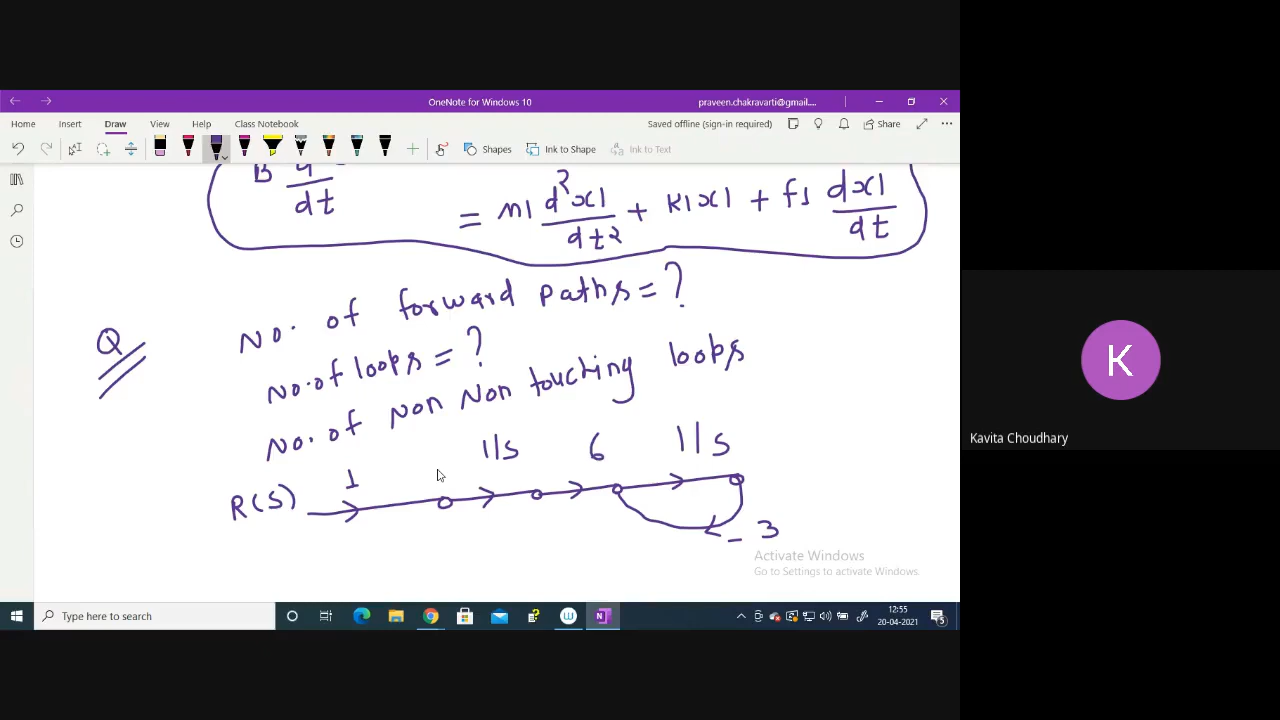 OneNote for Windows 10
praveen.chakravarti@gmail....
Home Insert Draw View Help Class Notebook
Saved offline (sign-in required) Share
Shapes Ink to Shape Ink to Text
B d/dt
= m1 d²x1/dt2 + k1x1 + f1 dx1/dt
Q No. of forward paths = ?
No. of loops = ?
No. of Non Non touching loops
1 1/s 6 1/s
R(S)
-3
Kavita Choudhary
K
Activate Windows
Go to Settings to activate Windows.
Type here to search
12:55
20-04-2021
5